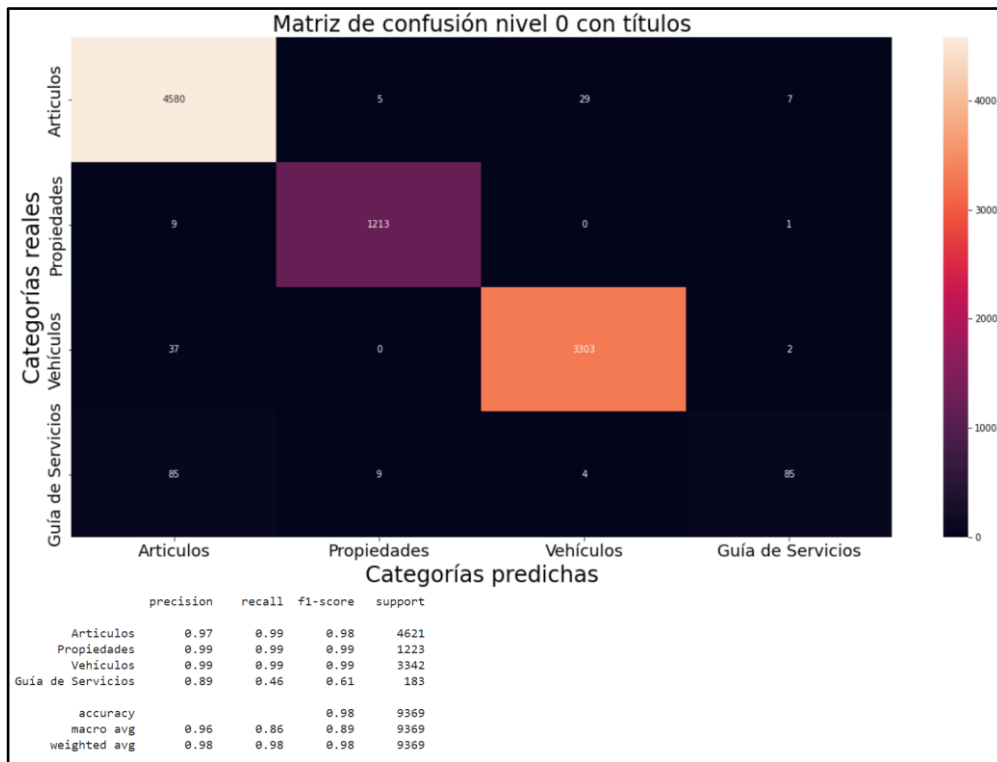 Matriz de confusión nivel 0 con títulos
Categorías reales
Articulos
4580 5 29 7
Propiedades
9 1213 0 1
Vehículos
37 0 3303 2
Guía de Servicios
85 9 4 85
4000
3000
2000
1000
0
Articulos Propiedades Vehículos Guía de Servicios
Categorías predichas
precision recall f1-score support
Articulos 0.97 0.99 0.98 4621
Propiedades 0.99 0.99 0.99 1223
Vehículos 0.99 0.99 0.99 3342
Guía de Servicios 0.89 0.46 0.61 183
accuracy 0.98 9369
macro avg 0.96 0.86 0.89 9369
weighted avg 0.98 0.98 0.98 9369